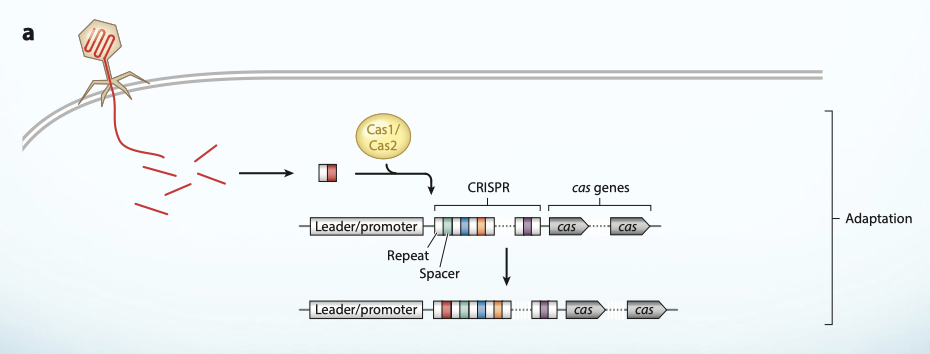 a
Cas1/
Cas2
CRISPR
cas genes
Leader/promoter
cas
cas
Adaptation
Repeat
Spacer
Leader/promoter
cas
cas